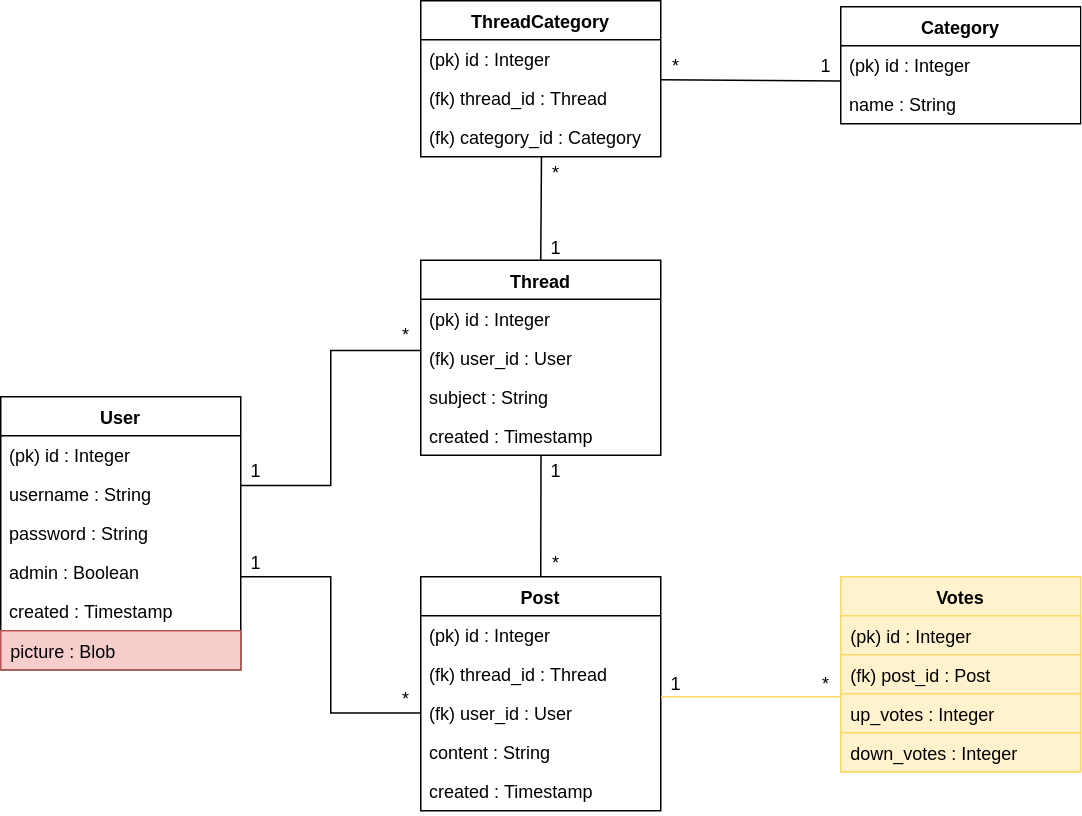 ThreadCategory
(pk) id : Integer
(fk) thread_id : Thread
(fk) category_id : Category
*
1
Category
(pk) id : Integer
name : String
*
1
Thread
(pk) id : Integer
(fk) user_id : User
subject : String
created : Timestamp
*
1
User
(pk) id : Integer
username : String
password : String
admin : Boolean
created : Timestamp
picture : Blob
1
*
1
*
Post
(pk) id : Integer
(fk) thread_id : Thread
(fk) user_id : User
content : String
created : Timestamp
1
*
Votes
(pk) id : Integer
(fk) post_id : Post
up_votes : Integer
down_votes : Integer